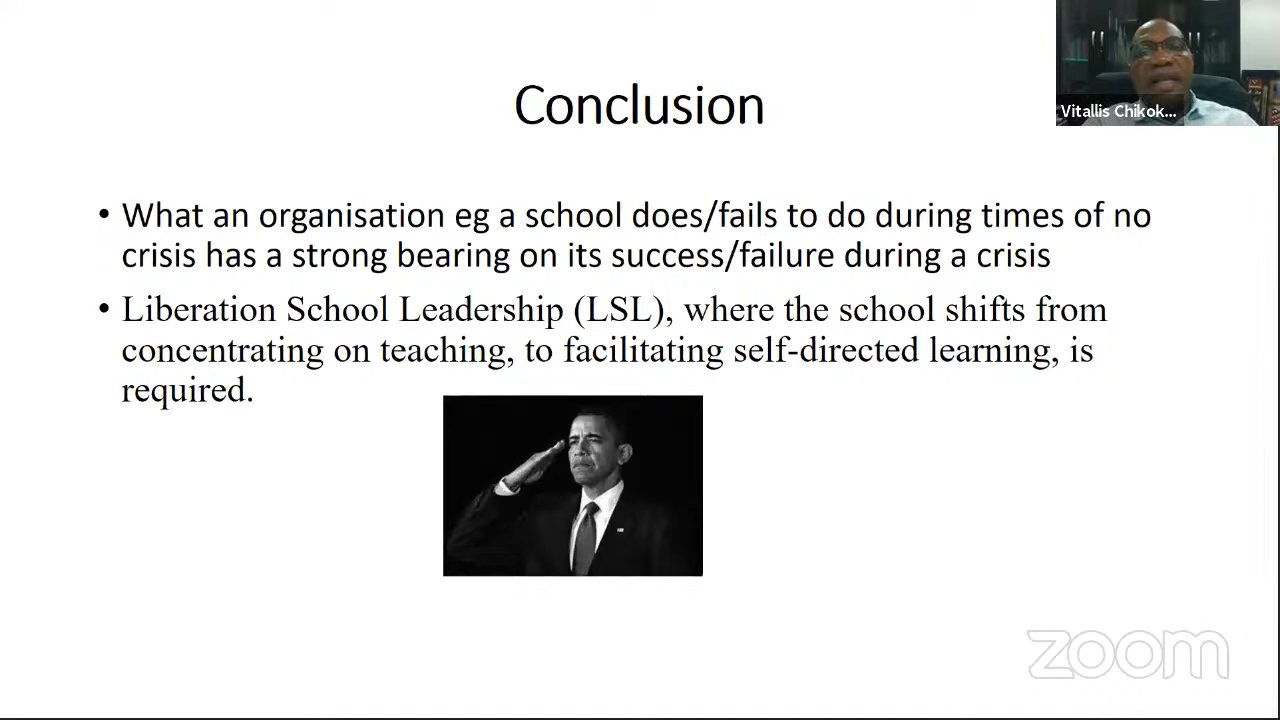 Conclusion
Vitallis Chikok...
• What an organisation eg a school does/fails to do during times of no
crisis has a strong bearing on its success/failure during a crisis
• Liberation School Leadership (LSL), where the school shifts from
concentrating on teaching, to facilitating self-directed learning, is
required.
zoom